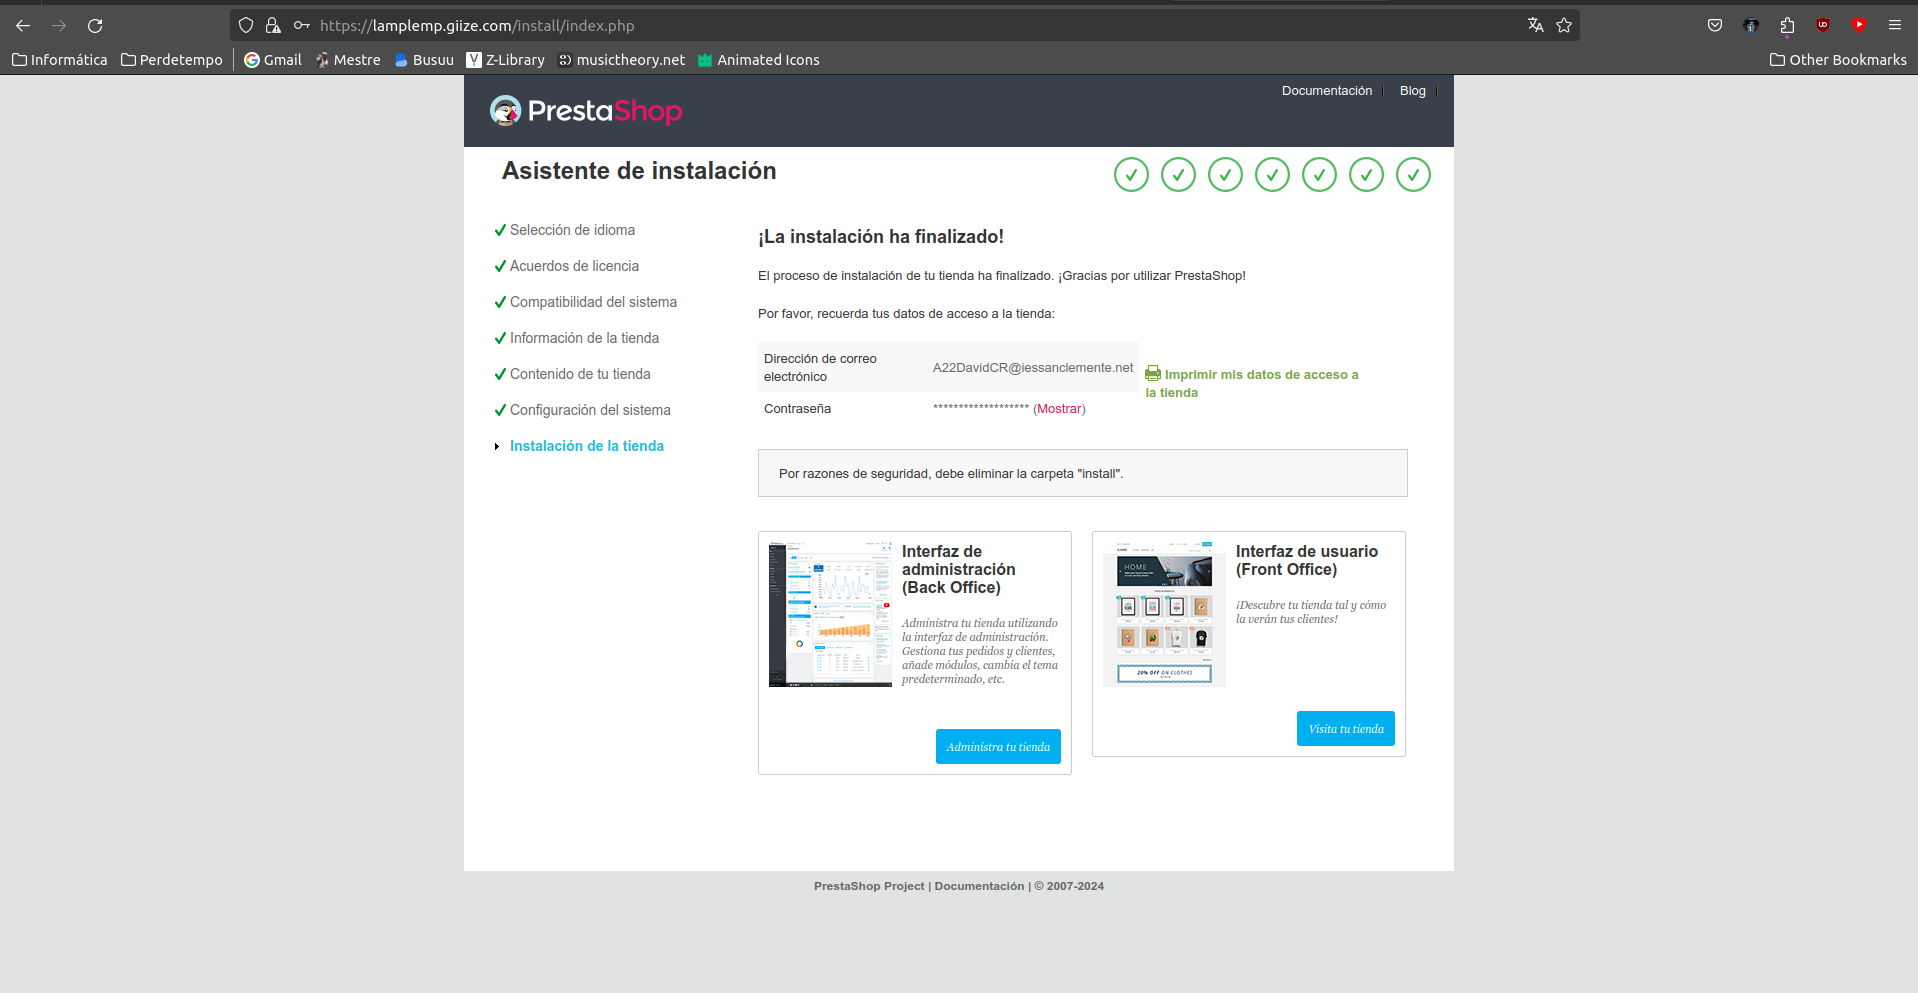 https://lamplemp.giize.com/install/index.php
Informática Perdetempo Gmail Mestre Busuu Z-Library musictheory.net Animated Icons Other Bookmarks
PrestaShop
Documentación Blog
Asistente de instalación
Selección de idioma
Acuerdos de licencia
Compatibilidad del sistema
Información de la tienda
Contenido de tu tienda
Configuración del sistema
Instalación de la tienda
¡La instalación ha finalizado!
El proceso de instalación de tu tienda ha finalizado. ¡Gracias por utilizar PrestaShop!
Por favor, recuerda tus datos de acceso a la tienda:
Dirección de correo
electrónico
A22DavidCR@iessanclemente.net
Contraseña
******************* (Mostrar)
Imprimir mis datos de acceso a
la tienda
Por razones de seguridad, debe eliminar la carpeta "install".
Interfaz de
administración
(Back Office)
Administra tu tienda utilizando
la interfaz de administración.
Gestiona tus pedidos y clientes,
añade módulos, cambia el tema
predeterminado, etc.
Administra tu tienda
HOME
20% OFF ON CLOTHES
Interfaz de usuario
(Front Office)
¡Descubre tu tienda tal y cómo
la verán tus clientes!
Visita tu tienda
PrestaShop Project | Documentación | © 2007-2024